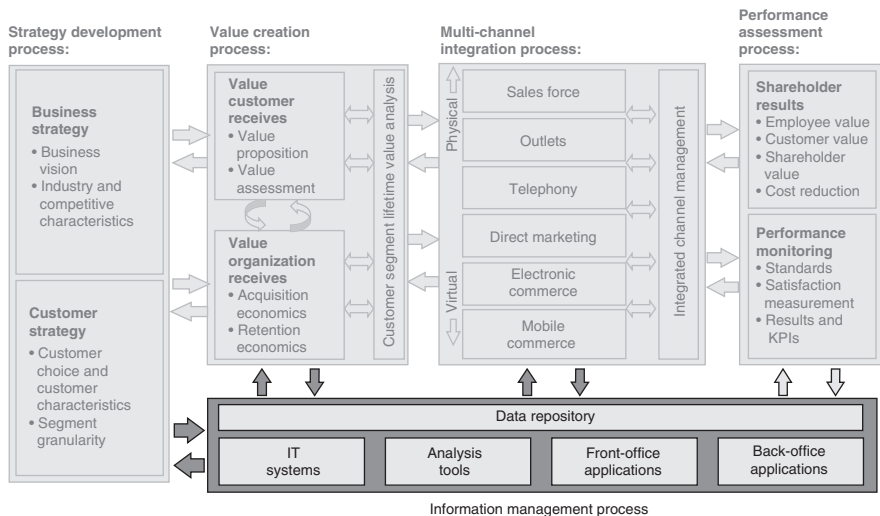 Strategy development
process:
Business
strategy
• Business
vision
• Industry and
competitive
characteristics
Customer
strategy
• Customer
choice and
customer
characteristics
• Segment
granularity
Value creation
process:
Value
customer
receives
• Value
proposition
• Value
assessment
Value
organization
receives
• Acquisition
economics
• Retention
economics
Customer segment lifetime value analysis
Multi-channel
integration process:
Physical
Virtual
Sales force
Outlets
Telephony
Direct marketing
Electronic
commerce
Mobile
commerce
Integrated channel management
Performance
assessment
process:
Shareholder
results
• Employee value
• Customer value
• Shareholder
value
• Cost reduction
Performance
monitoring
• Standards
• Satisfaction
measurement
• Results and
KPIs
Data repository
IT
systems
Analysis
tools
Front-office
applications
Back-office
applications
Information management process